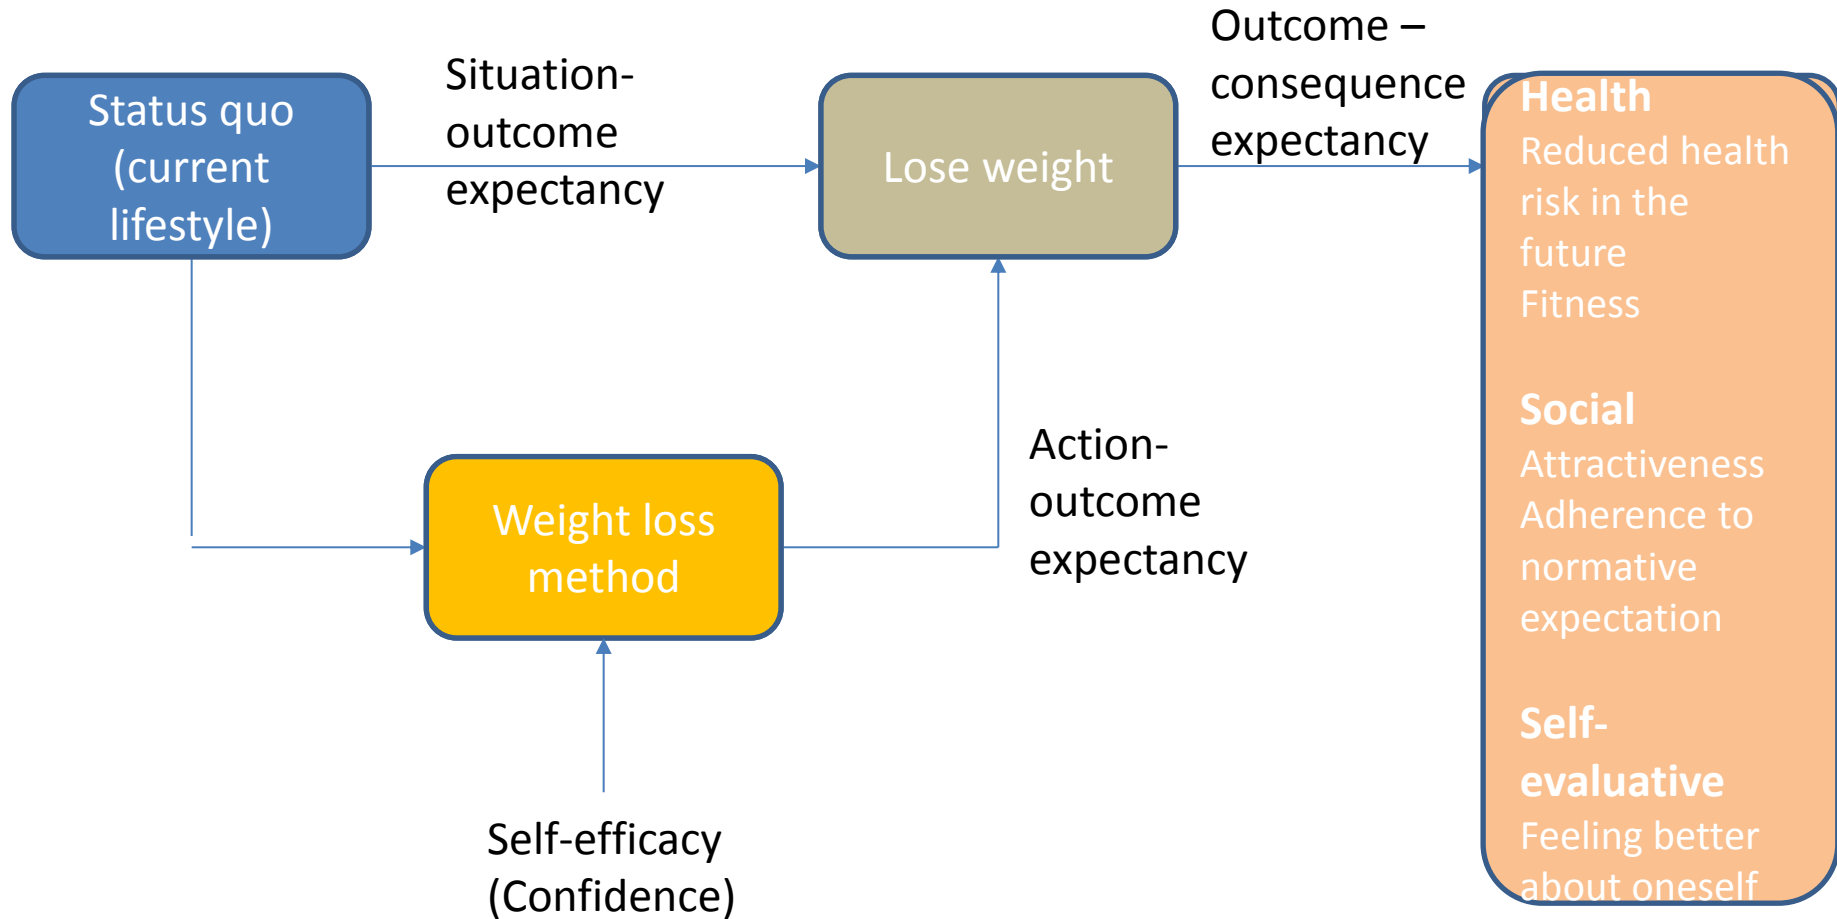 Status quo
(current
lifestyle)
Situation-
outcome
expectancy
Lose weight
Outcome –
consequence
expectancy
Health
Reduced health
risk in the
future
Fitness
Social
Attractiveness
Adherence to
normative
expectation
Self-
evaluative
Feeling better
about oneself
Weight loss
method
Action-
outcome
expectancy
Self-efficacy
(Confidence)